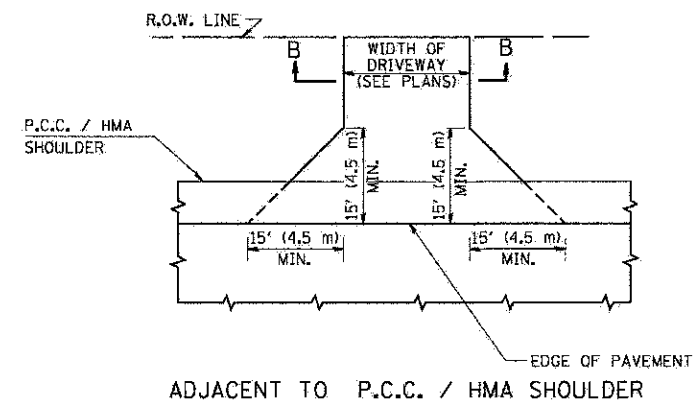 R.O.W. LINE
B
WIDTH OF
DRIVEWAY
(SEE PLANS)
B
P.C.C. / HMA
SHOULDER
15' (4.5 m)
MIN.
15' (4.5 m)
MIN.
15' (4.5 m)
MIN.
15' (4.5 m)
MIN.
EDGE OF PAVEMENT
ADJACENT TO P.C.C. / HMA SHOULDER